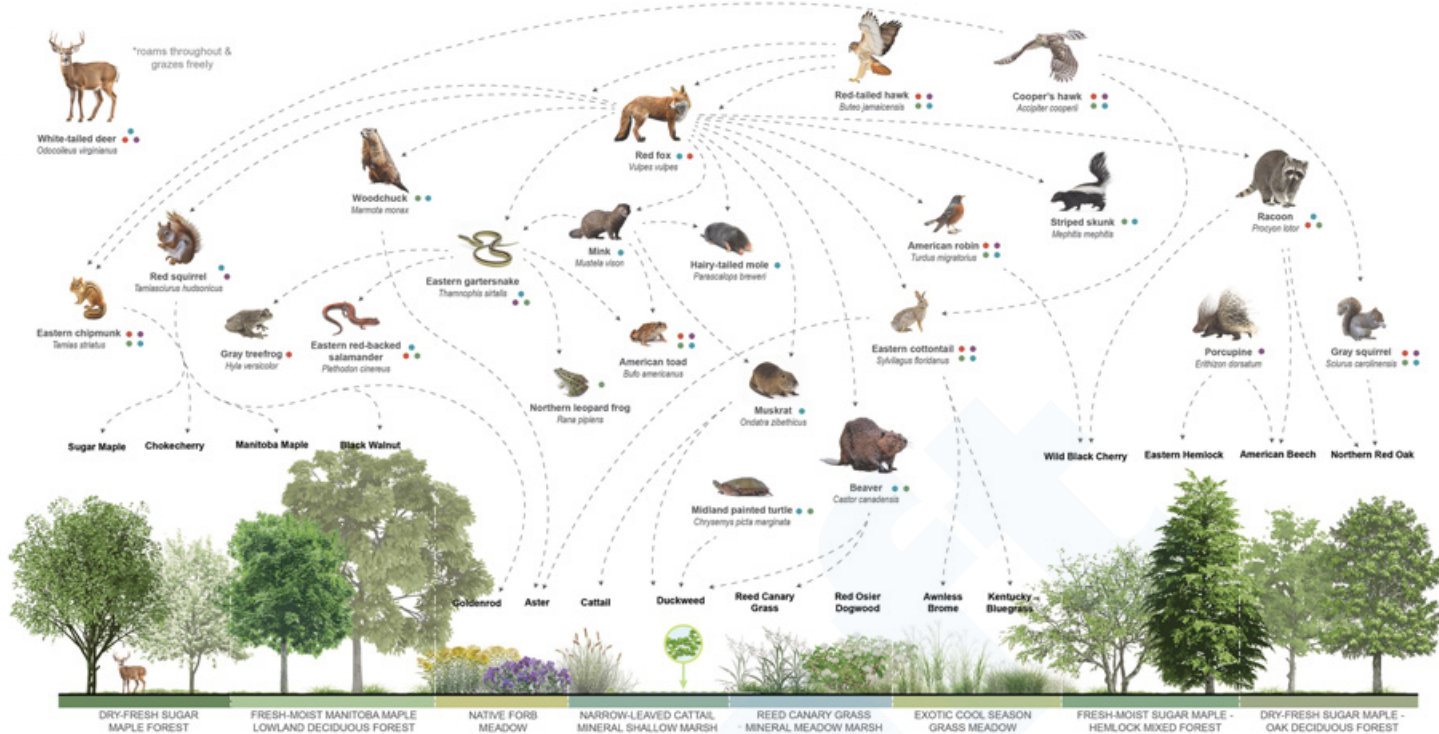 *roams throughout &
grazes freely
White-tailed deer
Odocoileus virginianus
Red-tailed hawk
Buteo jamaicensis
Cooper's hawk
Accipiter cooperii
Red fox
Vulpes vulpes
Woodchuck
Marmota monax
Red squirrel
Tamiasciurus hudsonicus
Eastern chipmunk
Tamias striatus
Gray treefrog
Hyla versicolor
Eastern red-backed
salamander
Plethodon cinereus
Eastern gartersnake
Thamnophis sirtalis
Mink
Mustela vison
Hairy-tailed mole
Parascalops breweri
American robin
Turdus migratorius
Striped skunk
Mephitis mephitis
Racoon
Procyon lotor
Northern leopard frog
Rana pipiens
American toad
Bufo americanus
Muskrat
Ondatra zibethicus
Eastern cottontail
Sylvilagus floridanus
Porcupine
Erithizon dorsatum
Gray squirrel
Sciurus carolinensis
Midland painted turtle
Chrysemys picta marginata
Beaver
Castor canadensis
Sugar Maple
Chokecherry
Manitoba Maple
Black Walnut
Wild Black Cherry
Eastern Hemlock
American Beech
Northern Red Oak
Goldenrod
Aster
Cattail
Duckweed
Reed Canary
Grass
Red Osier
Dogwood
Awnless
Brome
Kentucky
Bluegrass
DRY-FRESH SUGAR
MAPLE FOREST
FRESH-MOIST MANITOBA MAPLE
LOWLAND DECIDUOUS FOREST
NATIVE FORB
MEADOW
NARROW-LEAVED CATTAIL
MINERAL SHALLOW MARSH
REED CANARY GRASS
- MINERAL MEADOW MARSH
EXOTIC COOL SEASON
GRASS MEADOW
FRESH-MOIST SUGAR MAPLE -
HEMLOCK MIXED FOREST
DRY-FRESH SUGAR MAPLE -
OAK DECIDUOUS FOREST